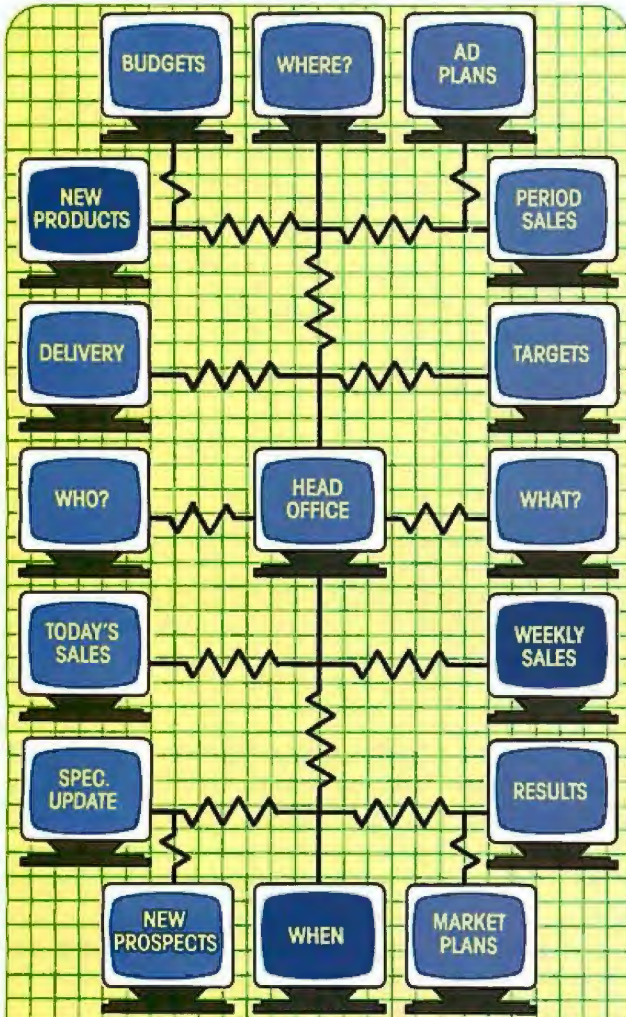 BUDGETS
WHERE?
AD
PLANS
NEW
PRODUCTS
PERIOD
SALES
DELIVERY
TARGETS
WHO?
HEAD
OFFICE
WHAT?
TODAY'S
SALES
WEEKLY
SALES
SPEC.
UPDATE
RESULTS
NEW
PROSPECTS
WHEN
MARKET
PLANS